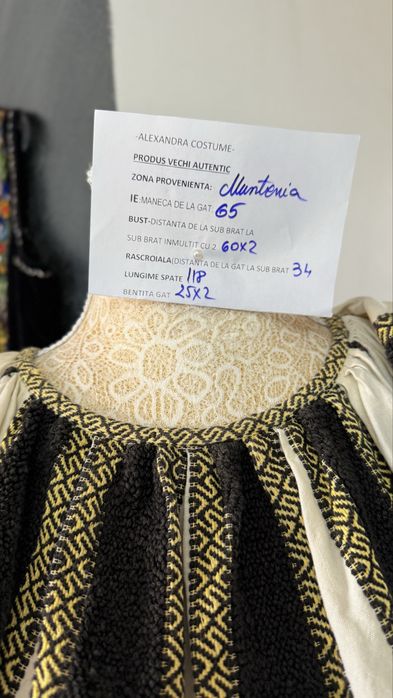 -ALEXANDRA COSTUME-
PRODUS VECHI AUTENTIC
ZONA PROVENIENTA: Muntenia
IE:MANECA DE LA GAT 65
BUST-DISTANTA DE LA SUB BRAT LA
SUB BRAT INMULTIT CU 2 60X2
RASCROIALA(DISTANTA DE LA GAT LA SUB BRAT 34
LUNGIME SPATE 118
BENTITA GAT 25X2